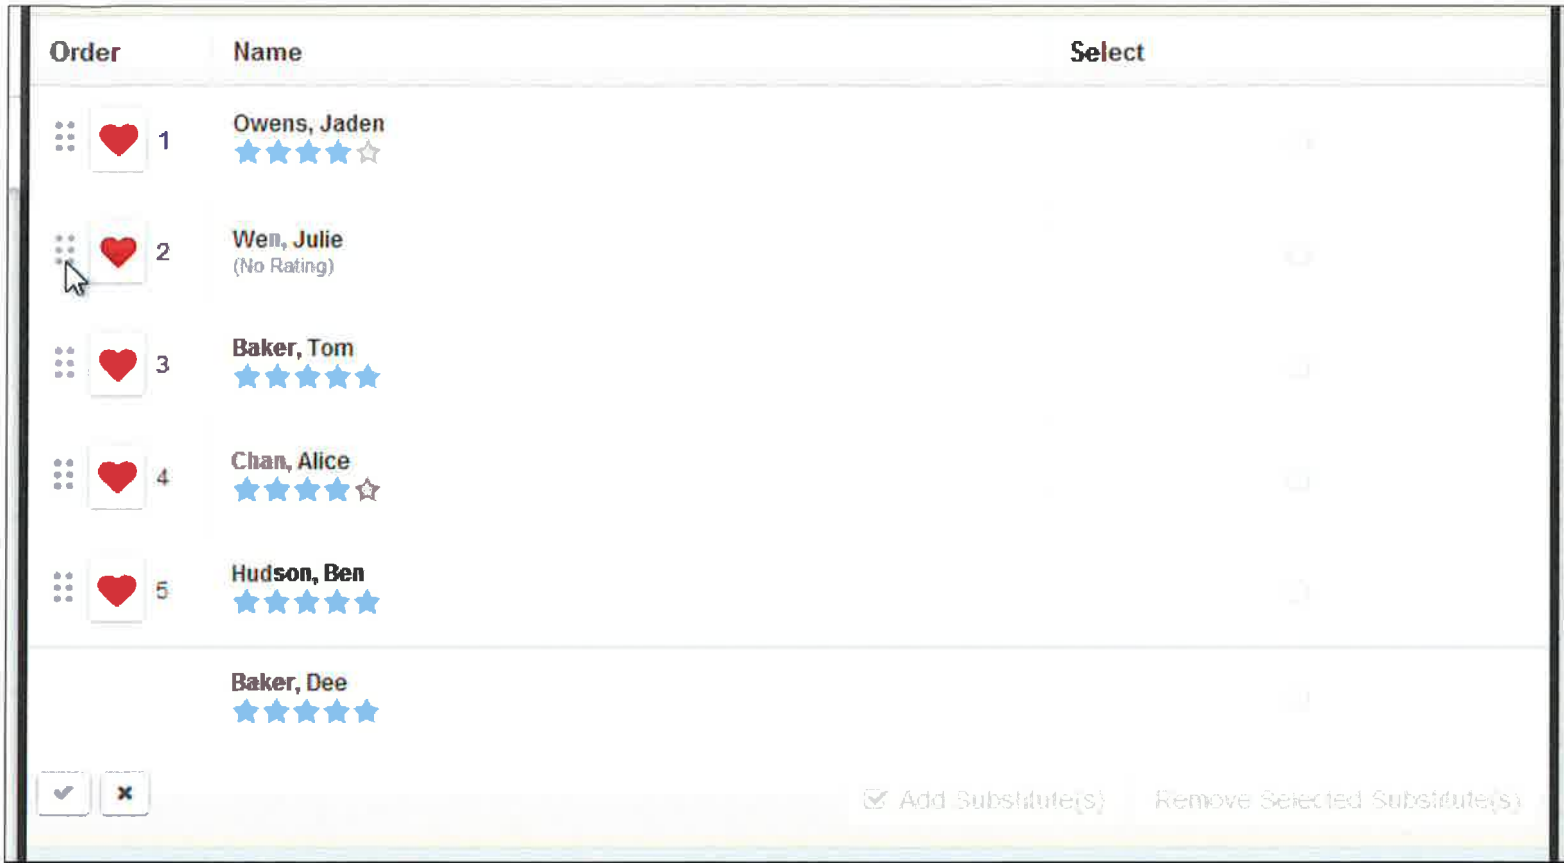 Order Name Select
1 Owens, Jaden
2 Wen, Julie
(No Rating)
3 Baker, Tom
4 Chan, Alice
5 Hudson, Ben
Baker, Dee
Add Substitute(s) Remove Selected Substitute(s)